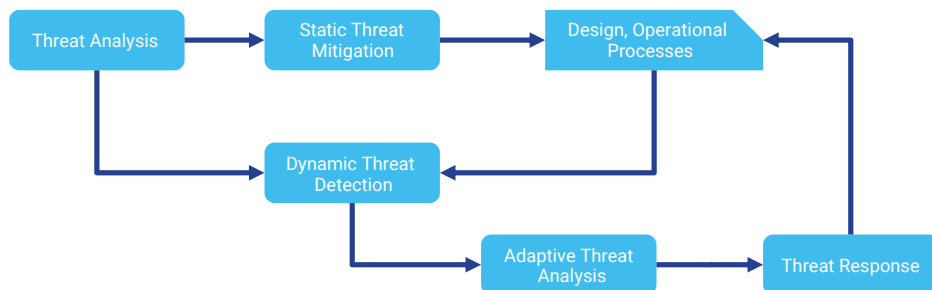 Threat Analysis
Static Threat
Mitigation
Design, Operational
Processes
Dynamic Threat
Detection
Adaptive Threat
Analysis
Threat Response